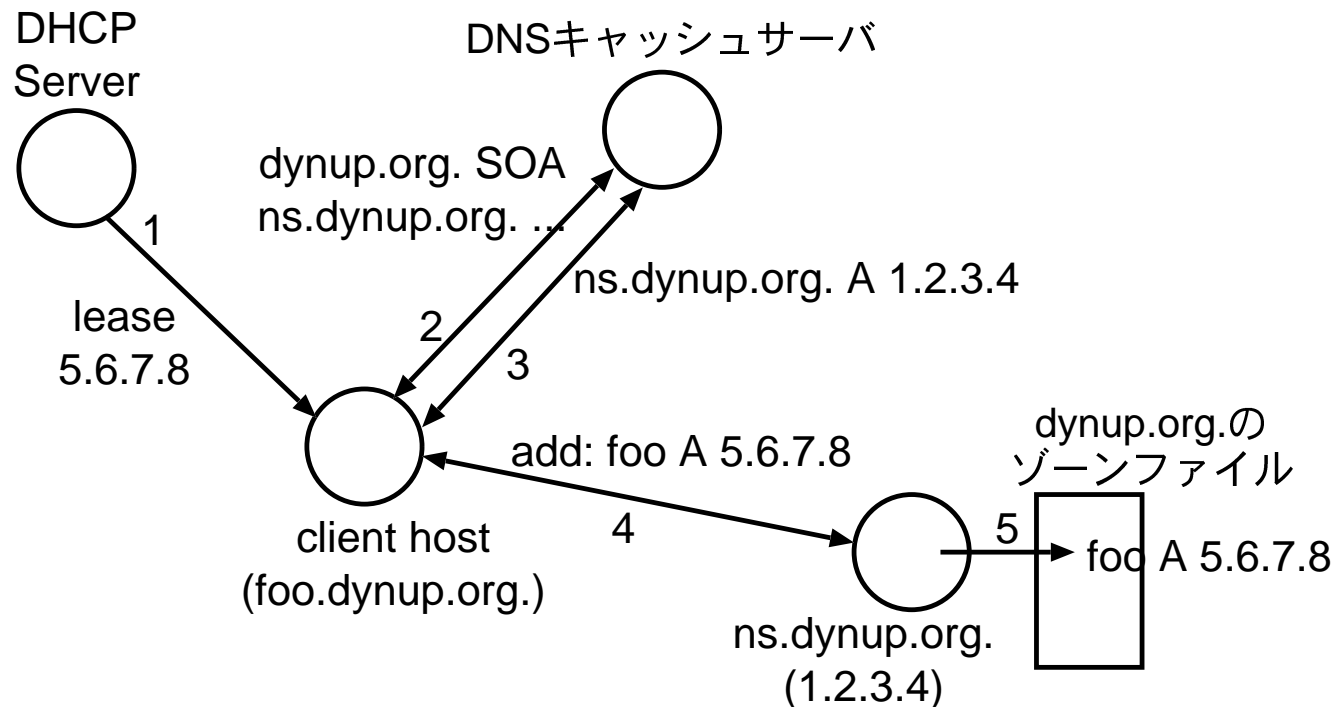 DHCP
Server
DNSキャッシュサーバ
dynup.org. SOA
ns.dynup.org. ...
1
ns.dynup.org. A 1.2.3.4
lease
5.6.7.8
2
3
dynup.org.の
ゾーンファイル
add: foo A 5.6.7.8
4
5
foo A 5.6.7.8
client host
(foo.dynup.org.)
ns.dynup.org.
(1.2.3.4)